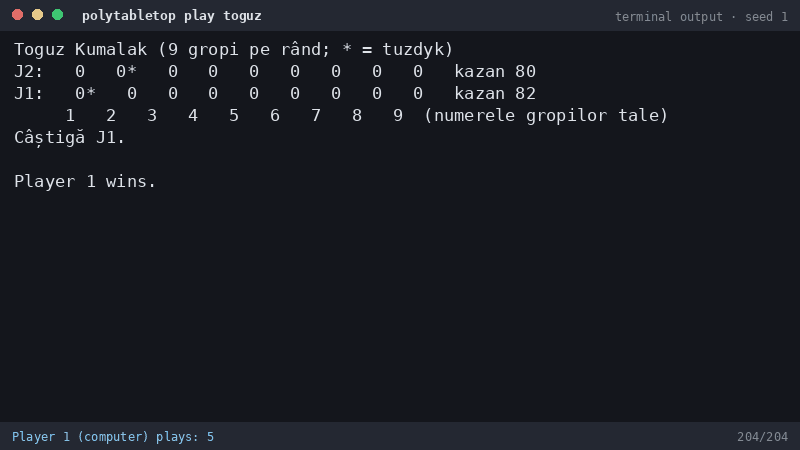 polytabletop play toguz
terminal output · seed 1
Toguz Kumalak (9 gropi pe rând; * = tuzdyk)
J2:   0   0*   0   0   0   0   0   0   0   kazan 80
J1:   0*   0   0   0   0   0   0   0   0   kazan 82
1   2   3   4   5   6   7   8   9  (numerele gropilor tale)
Câștigă J1.
Player 1 wins.
Player 1 (computer) plays: 5
204/204